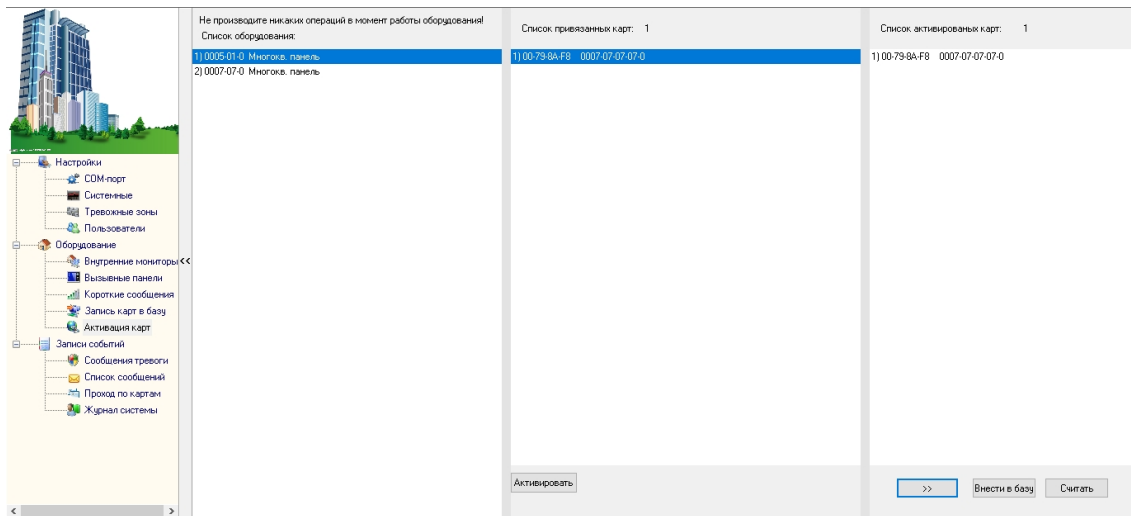 Не производите никаких операций в момент работы оборудования!
Список оборудования:
1) 0005-01-0 Многокв. панель
2) 0007-07-0 Многокв. панель
Список привязанных карт: 1
1) 00-79-8A-F8 0007-07-07-07-0
Активировать
Список активированых карт: 1
1) 00-79-8A-F8 0007-07-07-07-0
>> Внести в базу Считать
Настройки
COM-порт
Системные
Тревожные зоны
Пользователи
Оборудование
Внутренние мониторы <<
Вызывные панели
Короткие сообщения
Запись карт в базу
Активация карт
Записи событий
Сообщения тревоги
Список сообщений
Проход по картам
Журнал системы